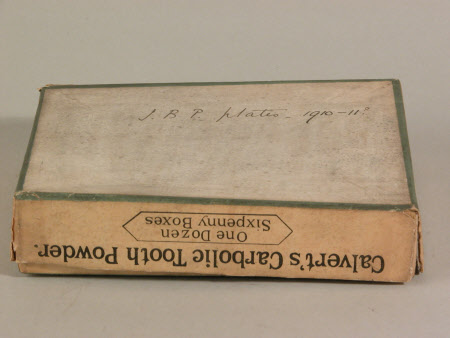 J. B. P. plates - 1910-11?
Calvert's Carbolic Tooth Powder.
One Dozen
Sixpenny Boxes